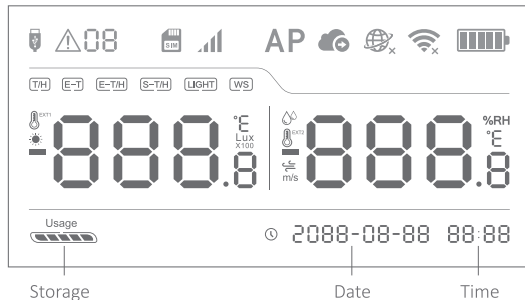 08 SIM AP
T/H E-T E-T/H S-T/H LIGHT WS
EXT1 888.8 °E Lux X100 EXT2 m/s 888.8 %RH °E
Usage 2088-08-88 88:88
Storage Date Time